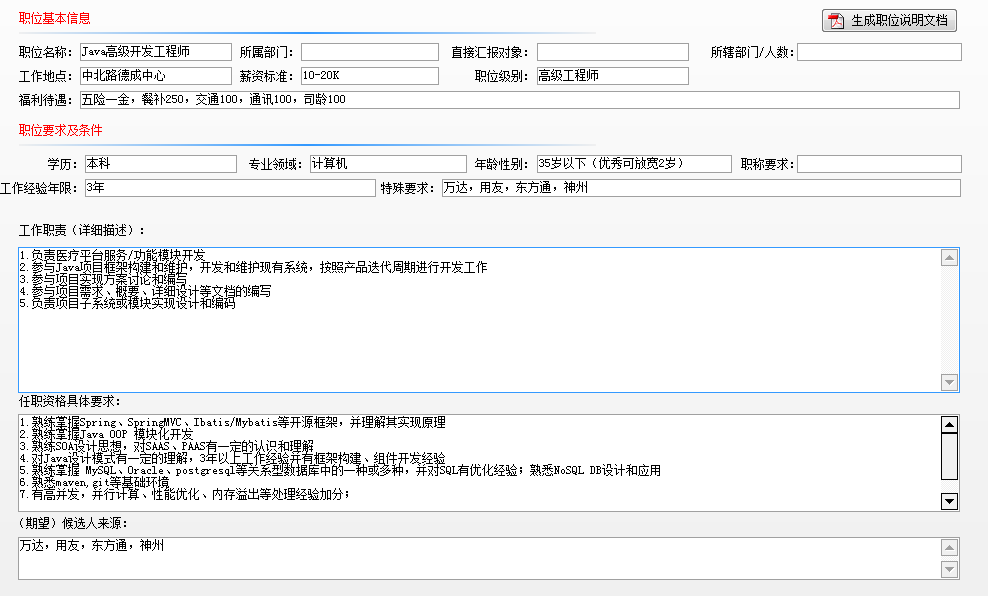 职位基本信息
生成职位说明文档
职位名称: Java高级开发工程师 所属部门: 直接汇报对象: 所辖部门/人数:
工作地点: 中北路德成中心 薪资标准: 10-20K 职位级别: 高级工程师
福利待遇: 五险一金，餐补250，交通100，通讯100，司龄100
职位要求及条件
学历: 本科 专业领域: 计算机 年龄性别: 35岁以下（优秀可放宽2岁） 职称要求:
工作经验年限: 3年 特殊要求: 万达，用友，东方通，神州
工作职责（详细描述）:
1.负责医疗平台服务/功能模块开发
2.参与Java项目框架构建和维护，开发和维护现有系统，按照产品迭代周期进行开发工作
3.参与项目实现方案讨论和编写
4.参与项目需求、概要、详细设计等文档的编写
5.负责项目子系统或模块实现设计和编码
任职资格具体要求:
1.熟练掌握Spring、SpringMVC、Ibatis/Mybatis等开源框架，并理解其实现原理
2.熟练掌握Java OOP 模块化开发
3.熟练SOA设计思想，对SAAS、PAAS有一定的认识和理解
4.对Java设计模式有一定的理解，3年以上工作经验并有框架构建、组件开发经验
5.熟练掌握 MySQL、Oracle、postgresql等关系型数据库中的一种或多种，并对SQL有优化经验；熟悉NoSQL DB设计和应用
6.熟悉maven,git等基础环境
7.有高并发，并行计算、性能优化、内存溢出等处理经验加分；
（期望）候选人来源:
万达，用友，东方通，神州